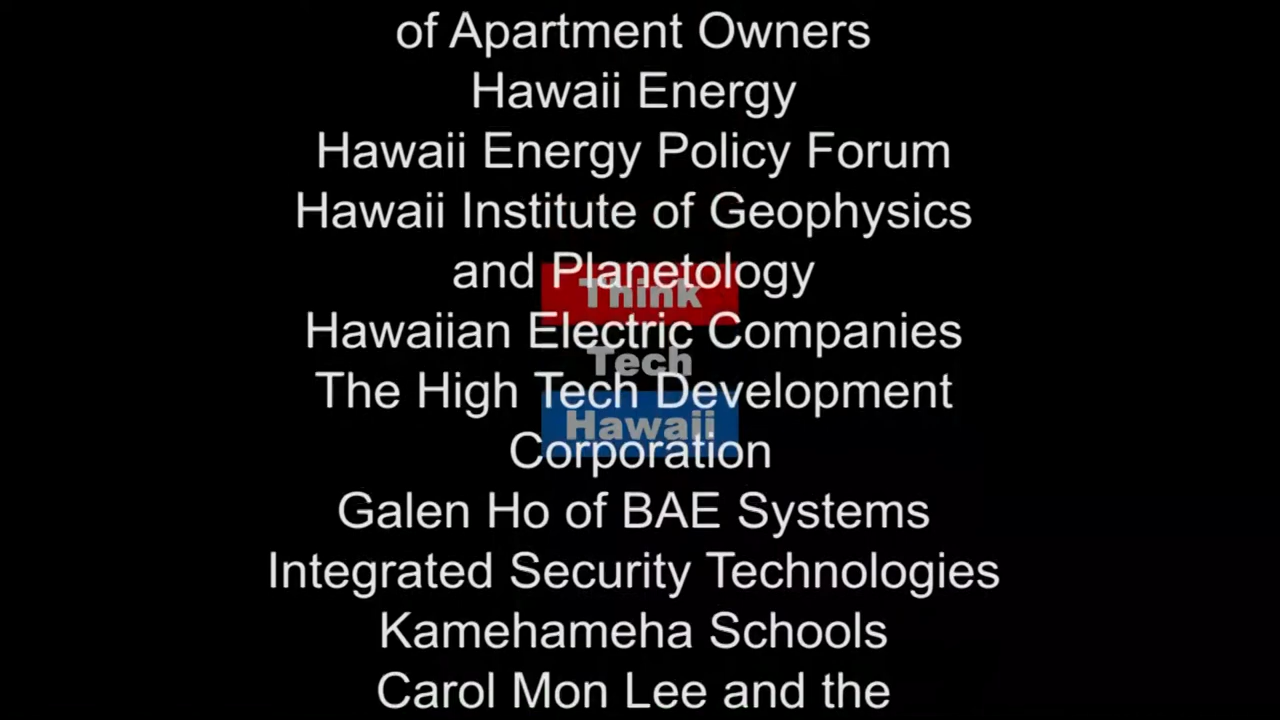 of Apartment Owners
Hawaii Energy
Hawaii Energy Policy Forum
Hawaii Institute of Geophysics
and Planetology
Think
Hawaiian Electric Companies
Tech
The High Tech Development
Hawaii
Corporation
Galen Ho of BAE Systems
Integrated Security Technologies
Kamehameha Schools
Carol Mon Lee and the